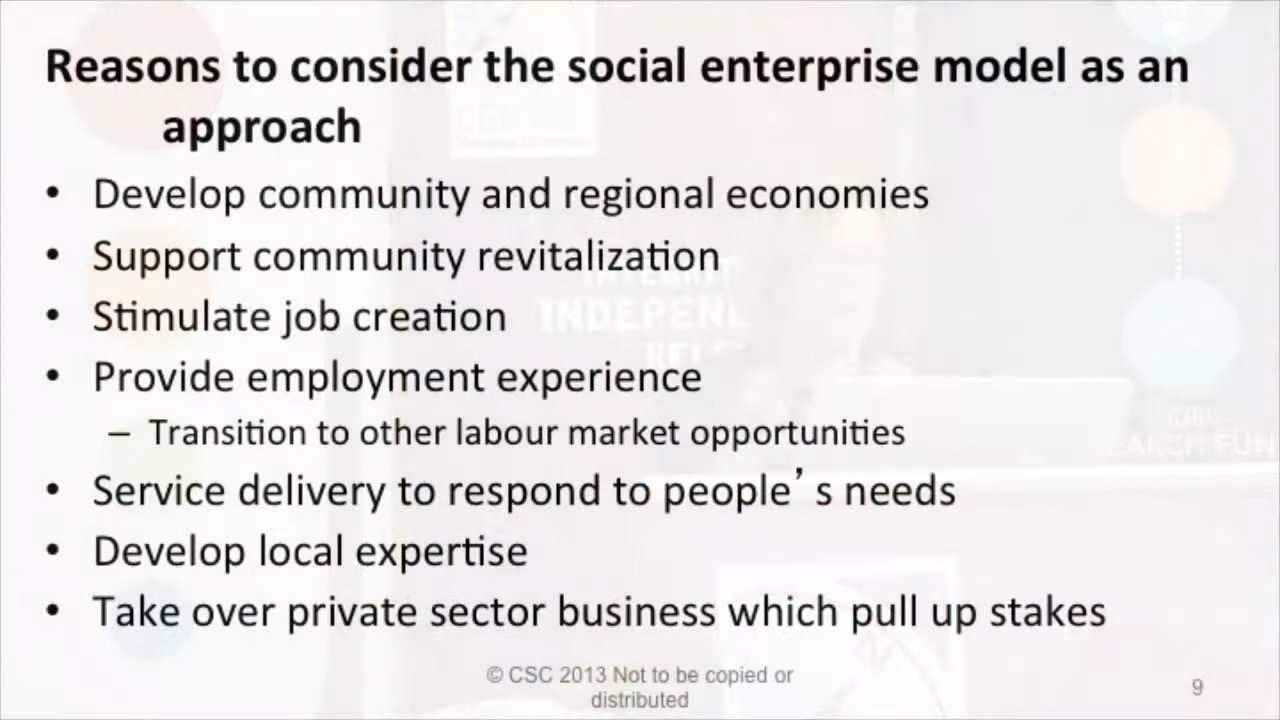 Reasons to consider the social enterprise model as an
approach
• Develop community and regional economies
• Support community revitalization
• Stimulate job creation
• Provide employment experience
– Transition to other labour market opportunities
• Service delivery to respond to people’s needs
• Develop local expertise
• Take over private sector business which pull up stakes
© CSC 2013 Not to be copied or
distributed
9